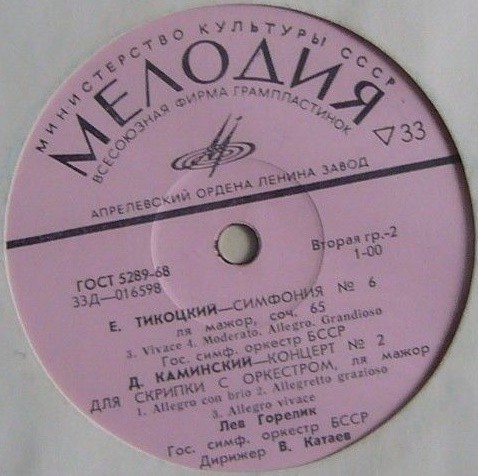 МИНИСТЕРСТВО КУЛЬТУРЫ СССР
МЕЛОДИЯ
ВСЕСОЮЗНАЯ ФИРМА ГРАМПЛАСТИНОК
33
АПРЕЛЕВСКИЙ ОРДЕНА ЛЕНИНА ЗАВОД
ГОСТ 5289-68
33Д—016598
Вторая гр.-2
1-00
Е. ТИКОЦКИЙ—СИМФОНИЯ № 6
ля мажор, соч. 65
3. Vivace 4. Moderato. Allegro. Grandioso
Гос. симф. оркестр БССР
Д. КАМИНСКИЙ—КОНЦЕРТ № 2
ДЛЯ СКРИПКИ С ОРКЕСТРОМ, ля мажор
1. Allegro con brio 2. Allegretto grazioso
3. Allegro vivace
Лев Горелик
Гос. симф. оркестр БССР
Дирижер В. Катаев